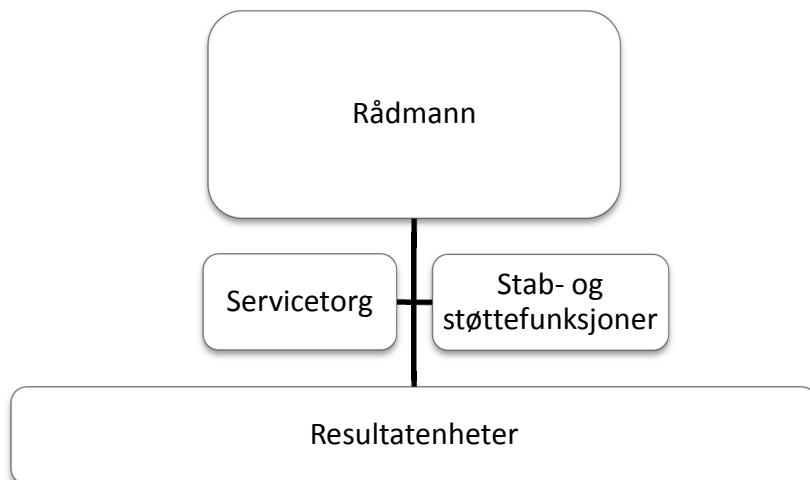 Rådmann
Servicetorg
Stab- og
støttefunksjoner
Resultatenheter